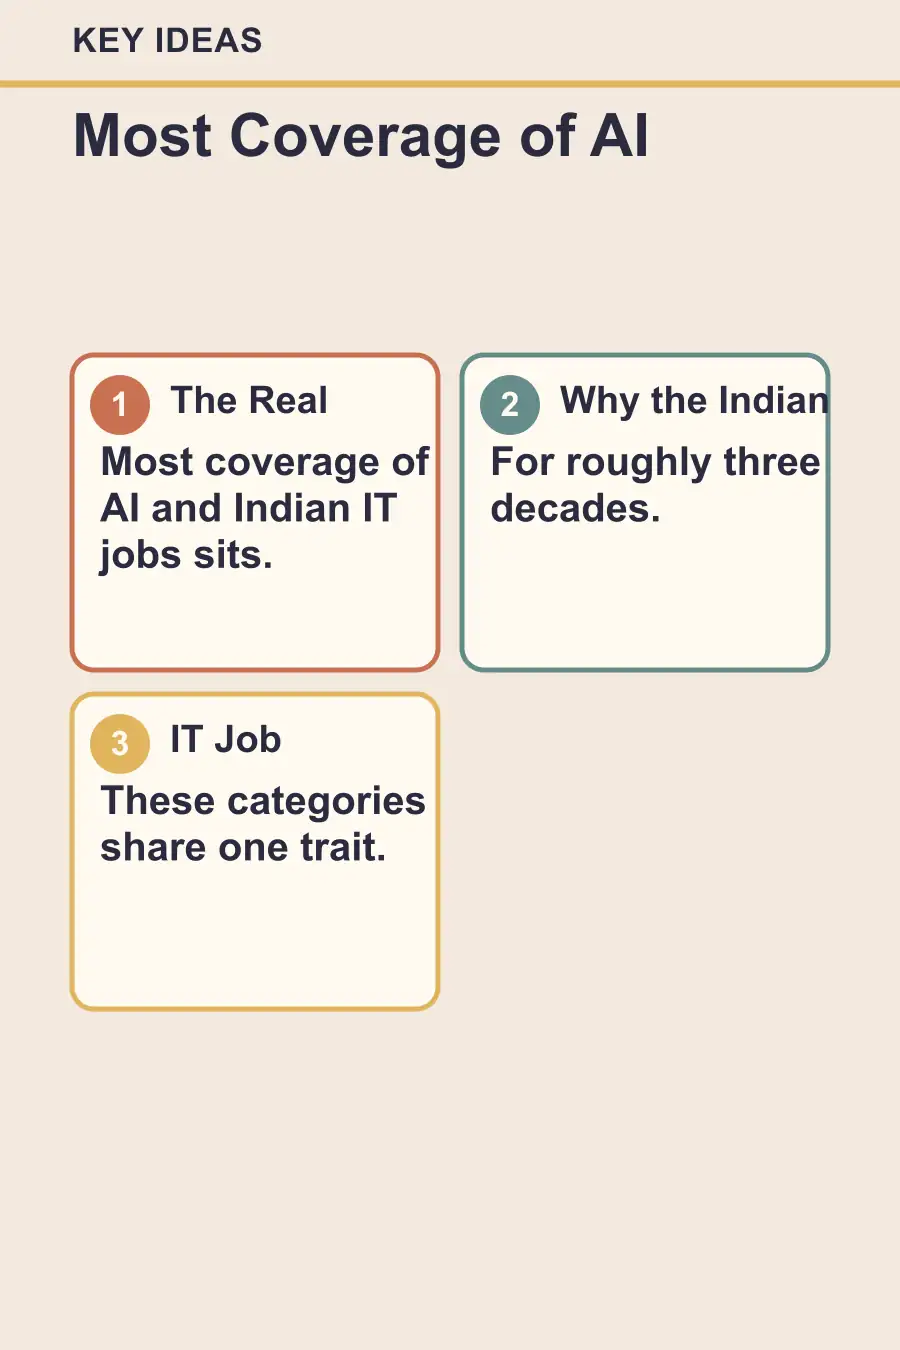 KEY IDEAS
Most Coverage of AI
1
The Real
Most coverage of
AI and Indian IT
jobs sits.
2
Why the Indian
For roughly three
decades.
3
IT Job
These categories
share one trait.